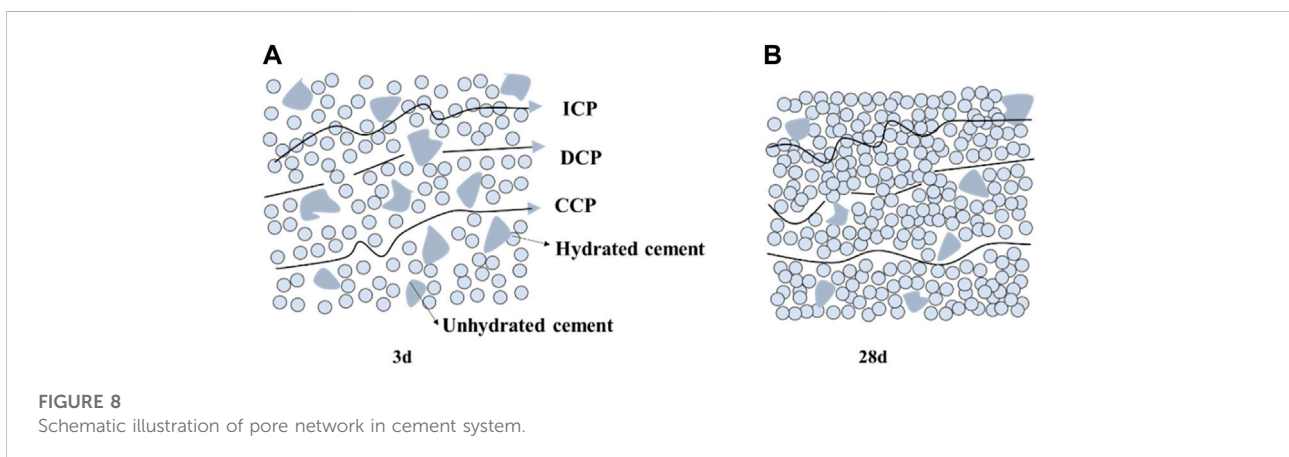 A
B
ICP
DCP
CCP
Hydrated cement
Unhydrated cement
3d
28d
FIGURE 8
Schematic illustration of pore network in cement system.